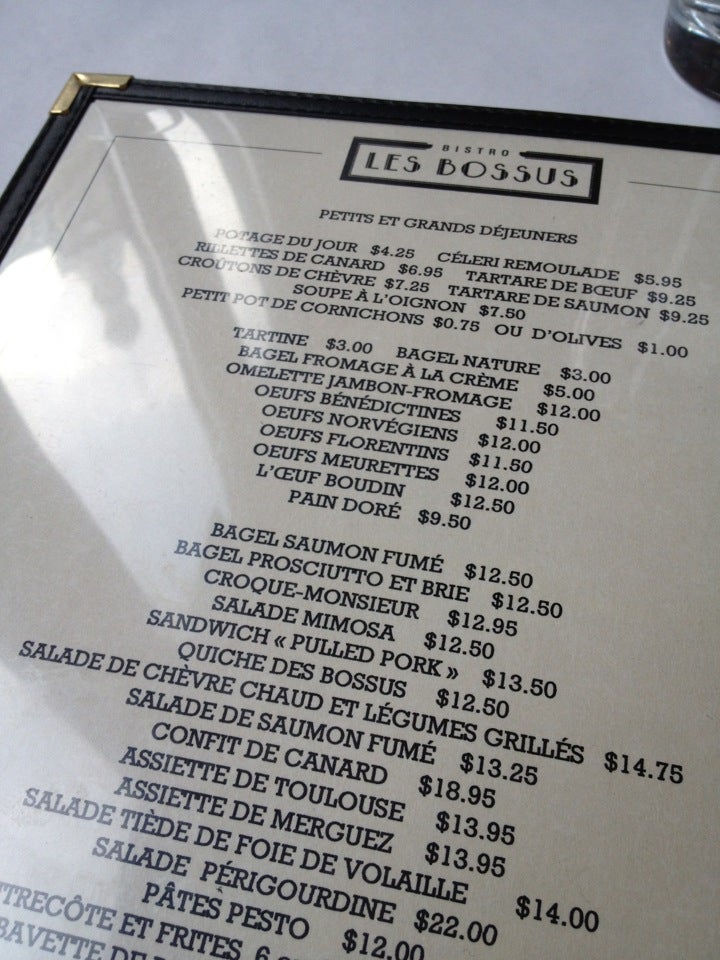 BISTRO
LES BOSSUS
PETITS ET GRANDS DÉJEUNERS
POTAGE DU JOUR $4.25 CÉLERI REMOULADE $5.95
RILLETTES DE CANARD $6.95 TARTARE DE BŒUF $9.25
CROÛTONS DE CHÈVRE $7.25 TARTARE DE SAUMON $9.25
SOUPE À L'OIGNON $7.50
PETIT POT DE CORNICHONS $0.75 OU D'OLIVES $1.00
TARTINE $3.00 BAGEL NATURE $3.00
BAGEL FROMAGE À LA CRÈME $5.00
OMELETTE JAMBON-FROMAGE $12.00
OEUFS BÉNÉDICTINES $11.50
OEUFS NORVÉGIENS $12.00
OEUFS FLORENTINS $11.50
OEUFS MEURETTES $12.00
L'ŒUF BOUDIN $12.50
PAIN DORÉ $9.50
BAGEL SAUMON FUMÉ $12.50
BAGEL PROSCIUTTO ET BRIE $12.50
CROQUE-MONSIEUR $12.95
SALADE MIMOSA $12.50
SANDWICH « PULLED PORK » $13.50
QUICHE DES BOSSUS $12.50
SALADE DE CHÈVRE CHAUD ET LÉGUMES GRILLÉS $14.75
SALADE DE SAUMON FUMÉ $13.25
CONFIT DE CANARD $18.95
ASSIETTE DE TOULOUSE $13.95
ASSIETTE DE MERGUEZ $13.95
SALADE TIÈDE DE FOIE DE VOLAILLE $14.00
SALADE PÉRIGOURDINE $22.00
PÂTES PESTO $12.00
ET FRITES
BAVETTE DE